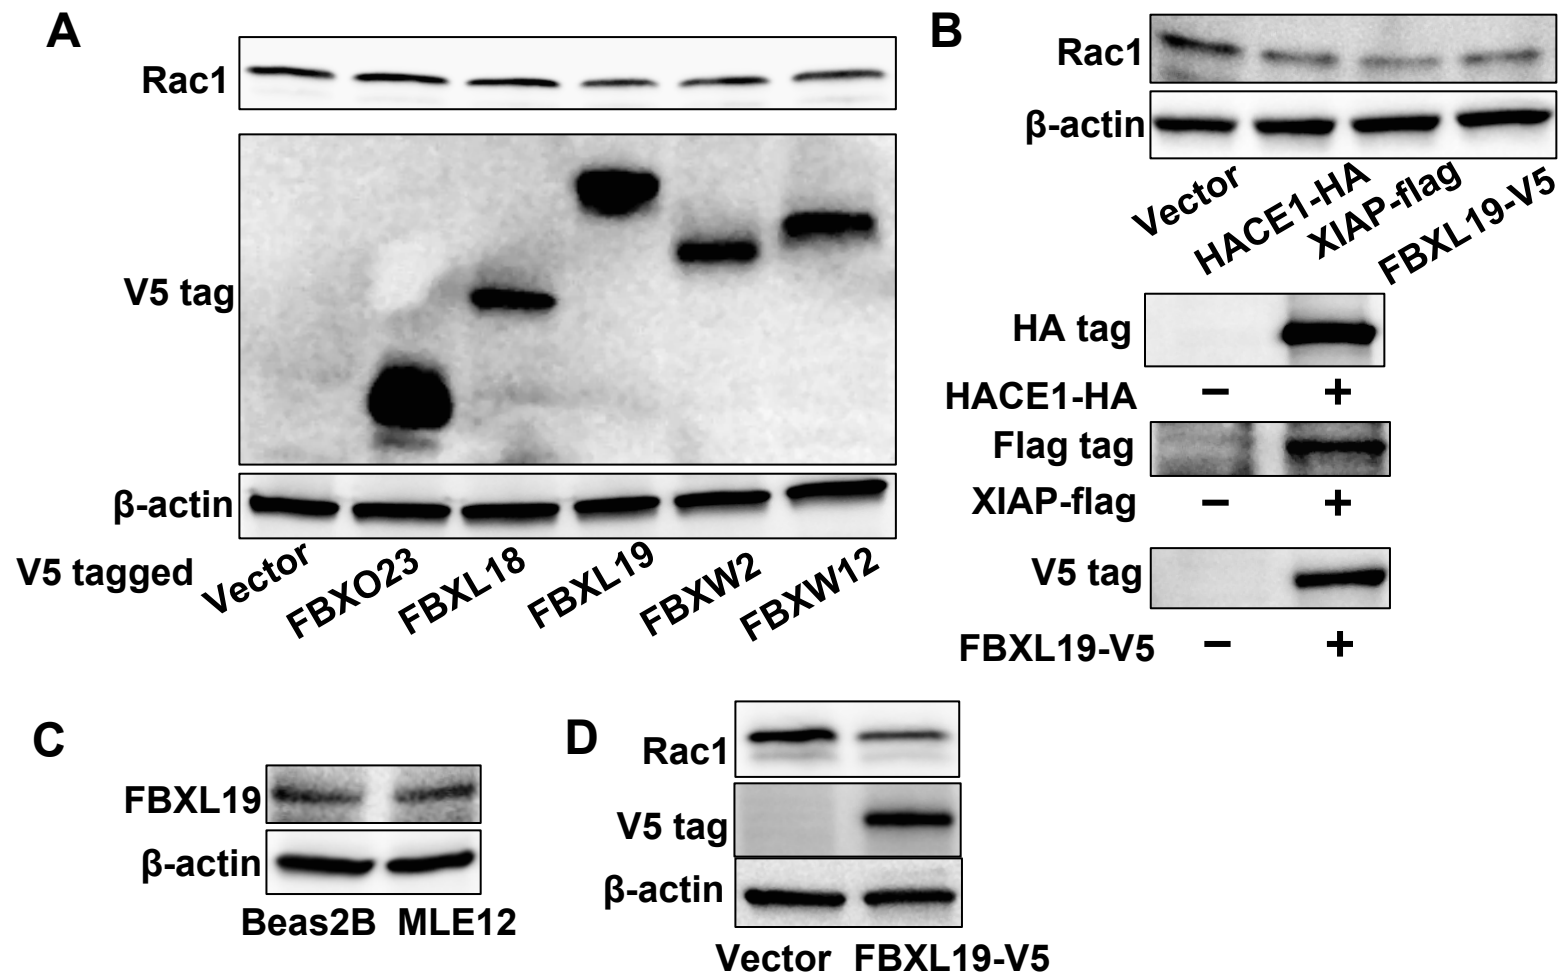 A
Rac1
V5 tag
β-actin
V5 tagged
Vector
FBXO23
FBXL18
FBXL19
FBXW2
FBXW12
B
Rac1
β-actin
Vector
HACE1-HA
XIAP-flag
FBXL19-V5
HA tag
HACE1-HA − +
Flag tag
XIAP-flag − +
V5 tag
FBXL19-V5 − +
C
FBXL19
β-actin
Beas2B MLE12
D
Rac1
V5 tag
β-actin
Vector FBXL19-V5